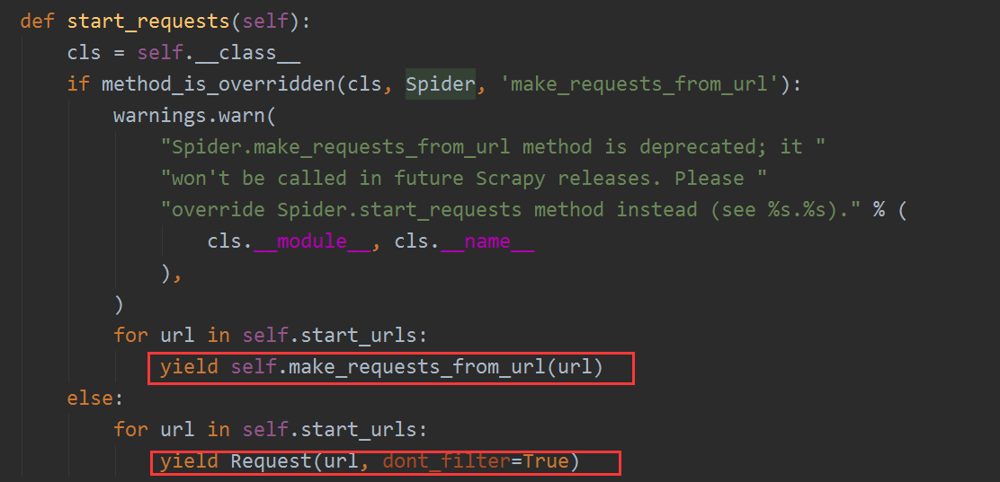 def start_requests(self):
    cls = self.__class__
    if method_is_overridden(cls, Spider, 'make_requests_from_url'):
        warnings.warn(
            "Spider.make_requests_from_url method is deprecated; it "
            "won't be called in future Scrapy releases. Please "
            "override Spider.start_requests method instead (see %s.%s)." % (
                cls.__module__, cls.__name__
            ),
        )
        for url in self.start_urls:
            yield self.make_requests_from_url(url)
    else:
        for url in self.start_urls:
            yield Request(url, dont_filter=True)